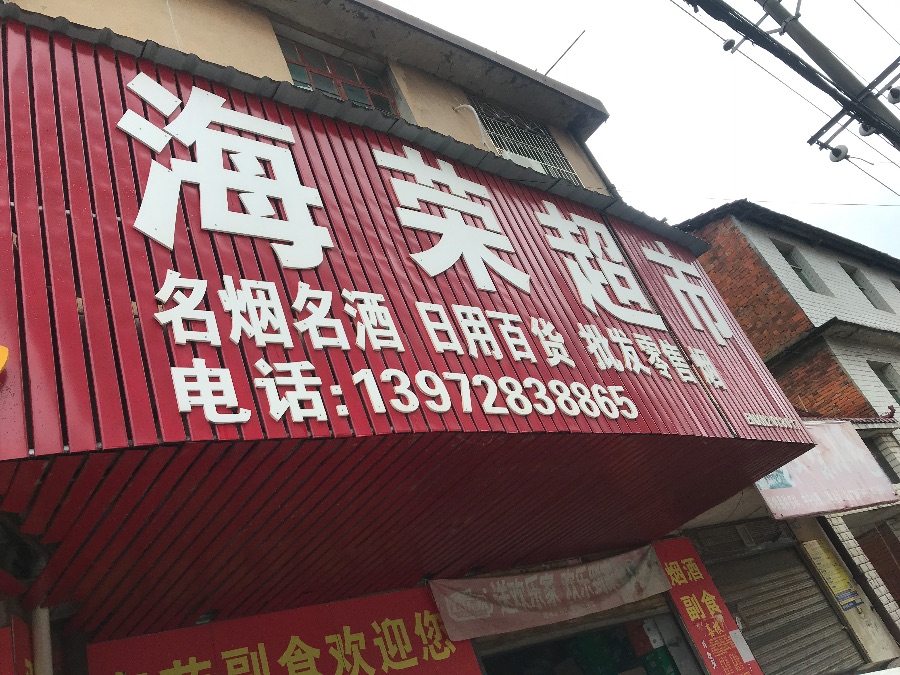 海荣超市
名烟名酒 日用百货 批发零售 烟
电话:13972838865
副食欢迎您
烟酒
副食